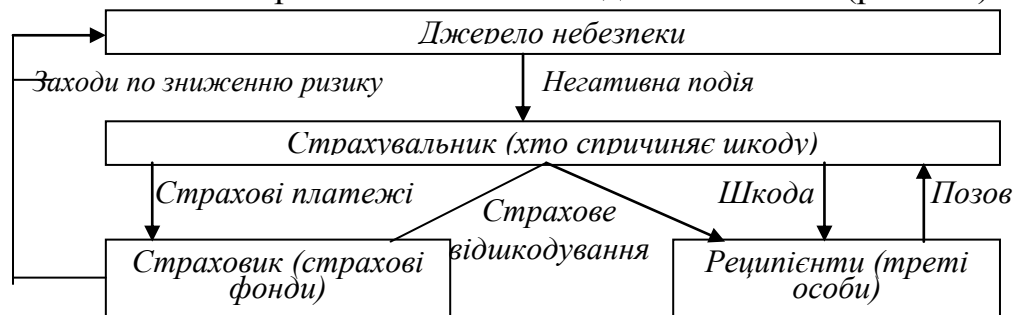 Джерело небезпеки
Заходи по зниженню ризику
Негативна подія
Страхувальник (хто спричиняє шкоду)
Страхові платежі
Страхове
відшкодування
Шкода
Позов
Страховик (страхові
фонди)
Реципієнти (треті
особи)